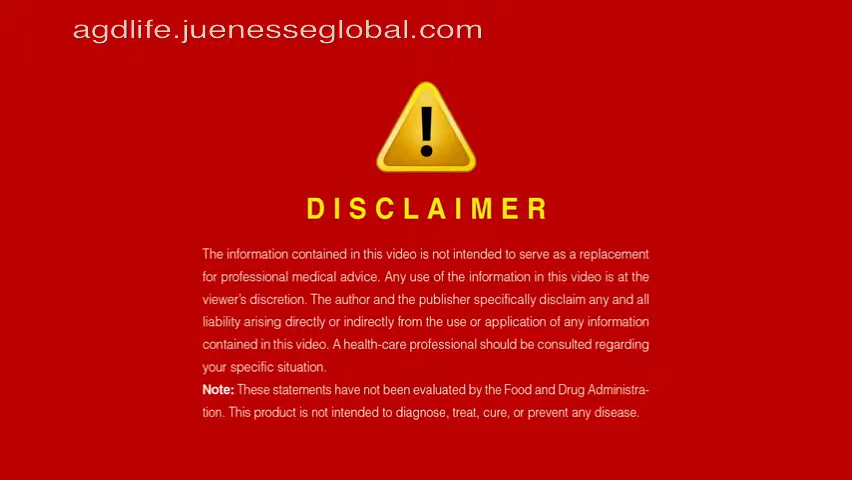 agdlife.juenesseglobal.com
!
DISCLAIMER
The information contained in this video is not intended to serve as a replacement
for professional medical advice. Any use of the information in this video is at the
viewer's discretion. The author and the publisher specifically disclaim any and all
liability arising directly or indirectly from the use or application of any information
contained in this video. A health-care professional should be consulted regarding
your specific situation.
Note: These statements have not been evaluated by the Food and Drug Administra-
tion. This product is not intended to diagnose, treat, cure, or prevent any disease.